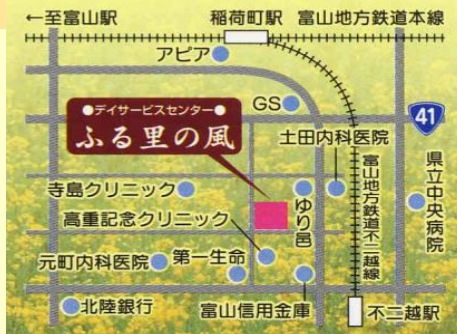 ←至富山駅
稲荷町駅
富山地方鉄道本線
アピア
GS
41
●デイサービスセンター●
ふる里の風
土田内科医院
富山地方鉄道不二越線
県立中央病院
寺島クリニック
ゆり邑
高重記念クリニック
元町内科医院
第一生命
北陸銀行
富山信用金庫
不二越駅